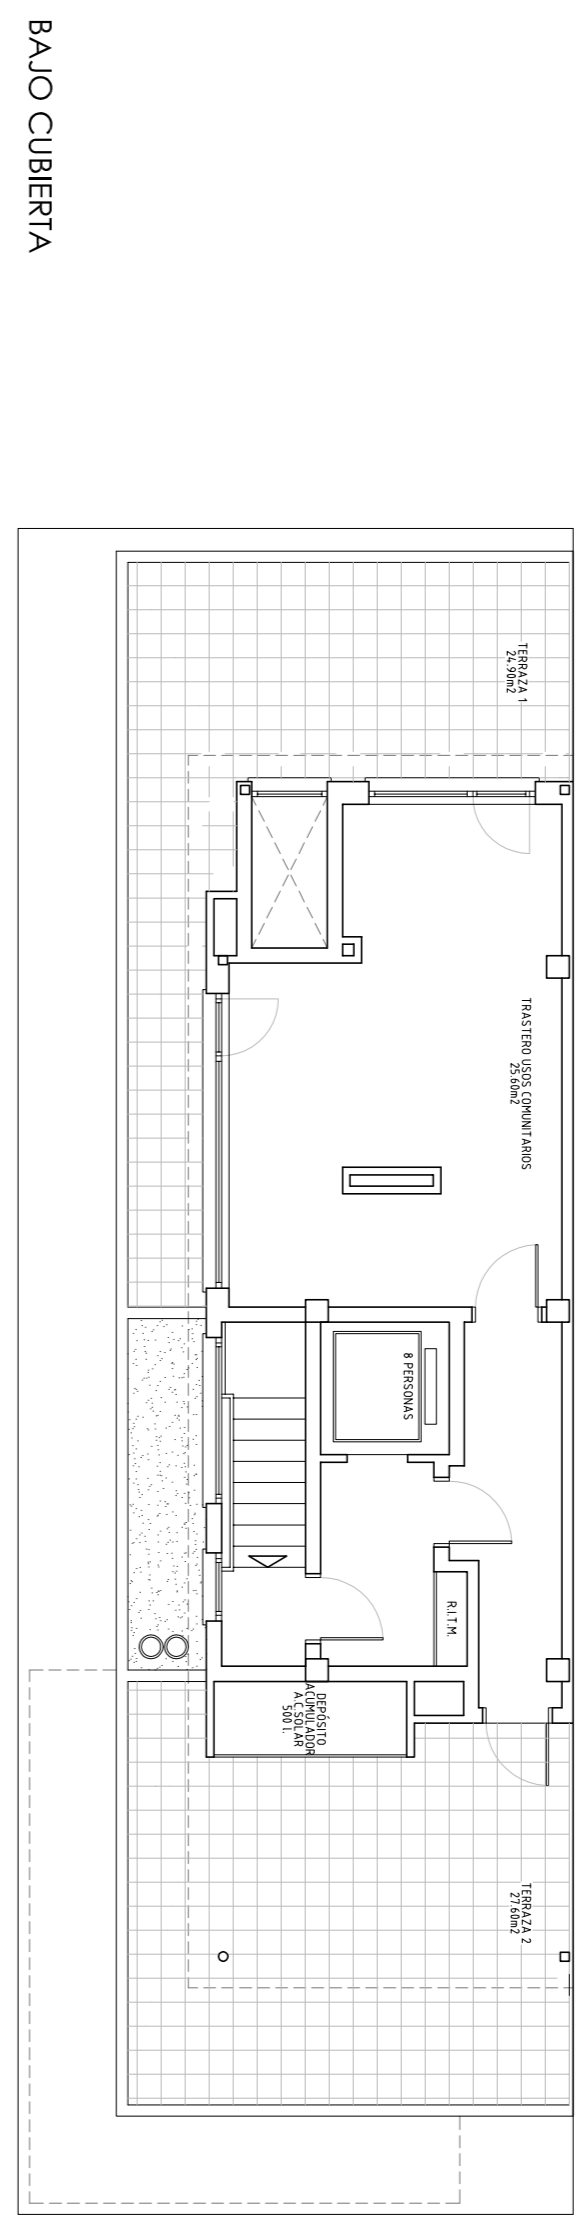 BAJO CUBIERTA
TERRAZA 1
24.90m2
TRASTERO USOS COMUNITARIOS
25.60m2
8 PERSONAS
R.I.T.M.
DEPÓSITO
ACUMULADOR
A.C.SOLAR
500 l.
TERRAZA 2
27.60m2